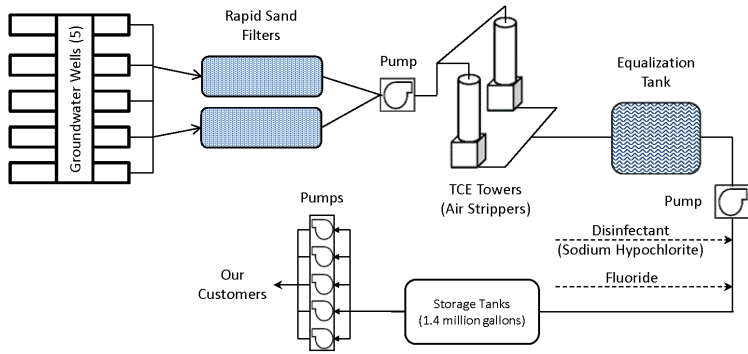 Groundwater Wells (5)
Rapid Sand
Filters
Pump
TCE Towers
(Air Strippers)
Equalization
Tank
Pump
Disinfectant
(Sodium Hypochlorite)
Fluoride
Storage Tanks
(1.4 million gallons)
Pumps
Our
Customers